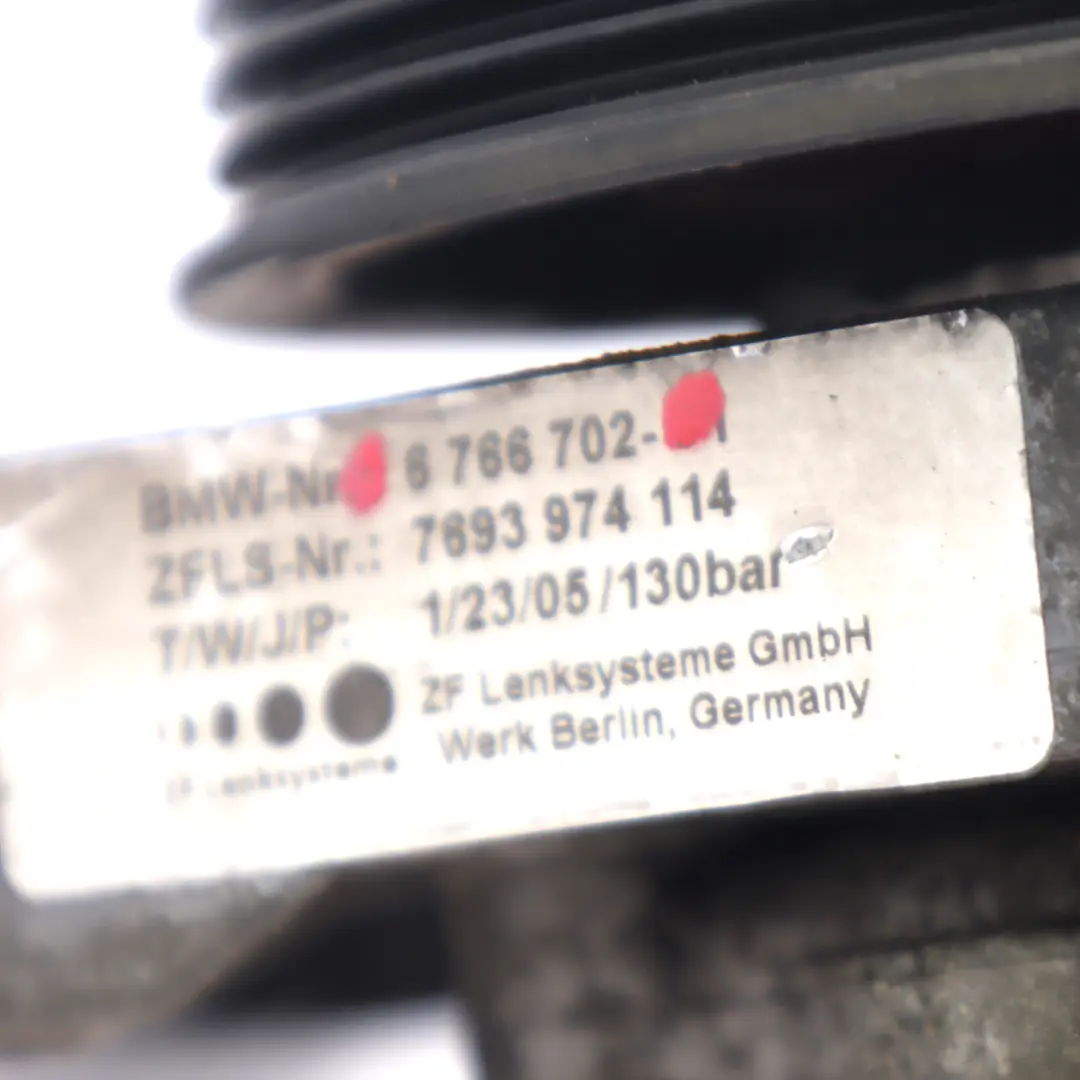 BMW-Nr 6 766 702-
ZFLS-Nr.: 7693 974 114
T/W/J/P: 1/23/05/130bar
ZF Lenksysteme GmbH
Werk Berlin, Germany
ZF Lenksysteme